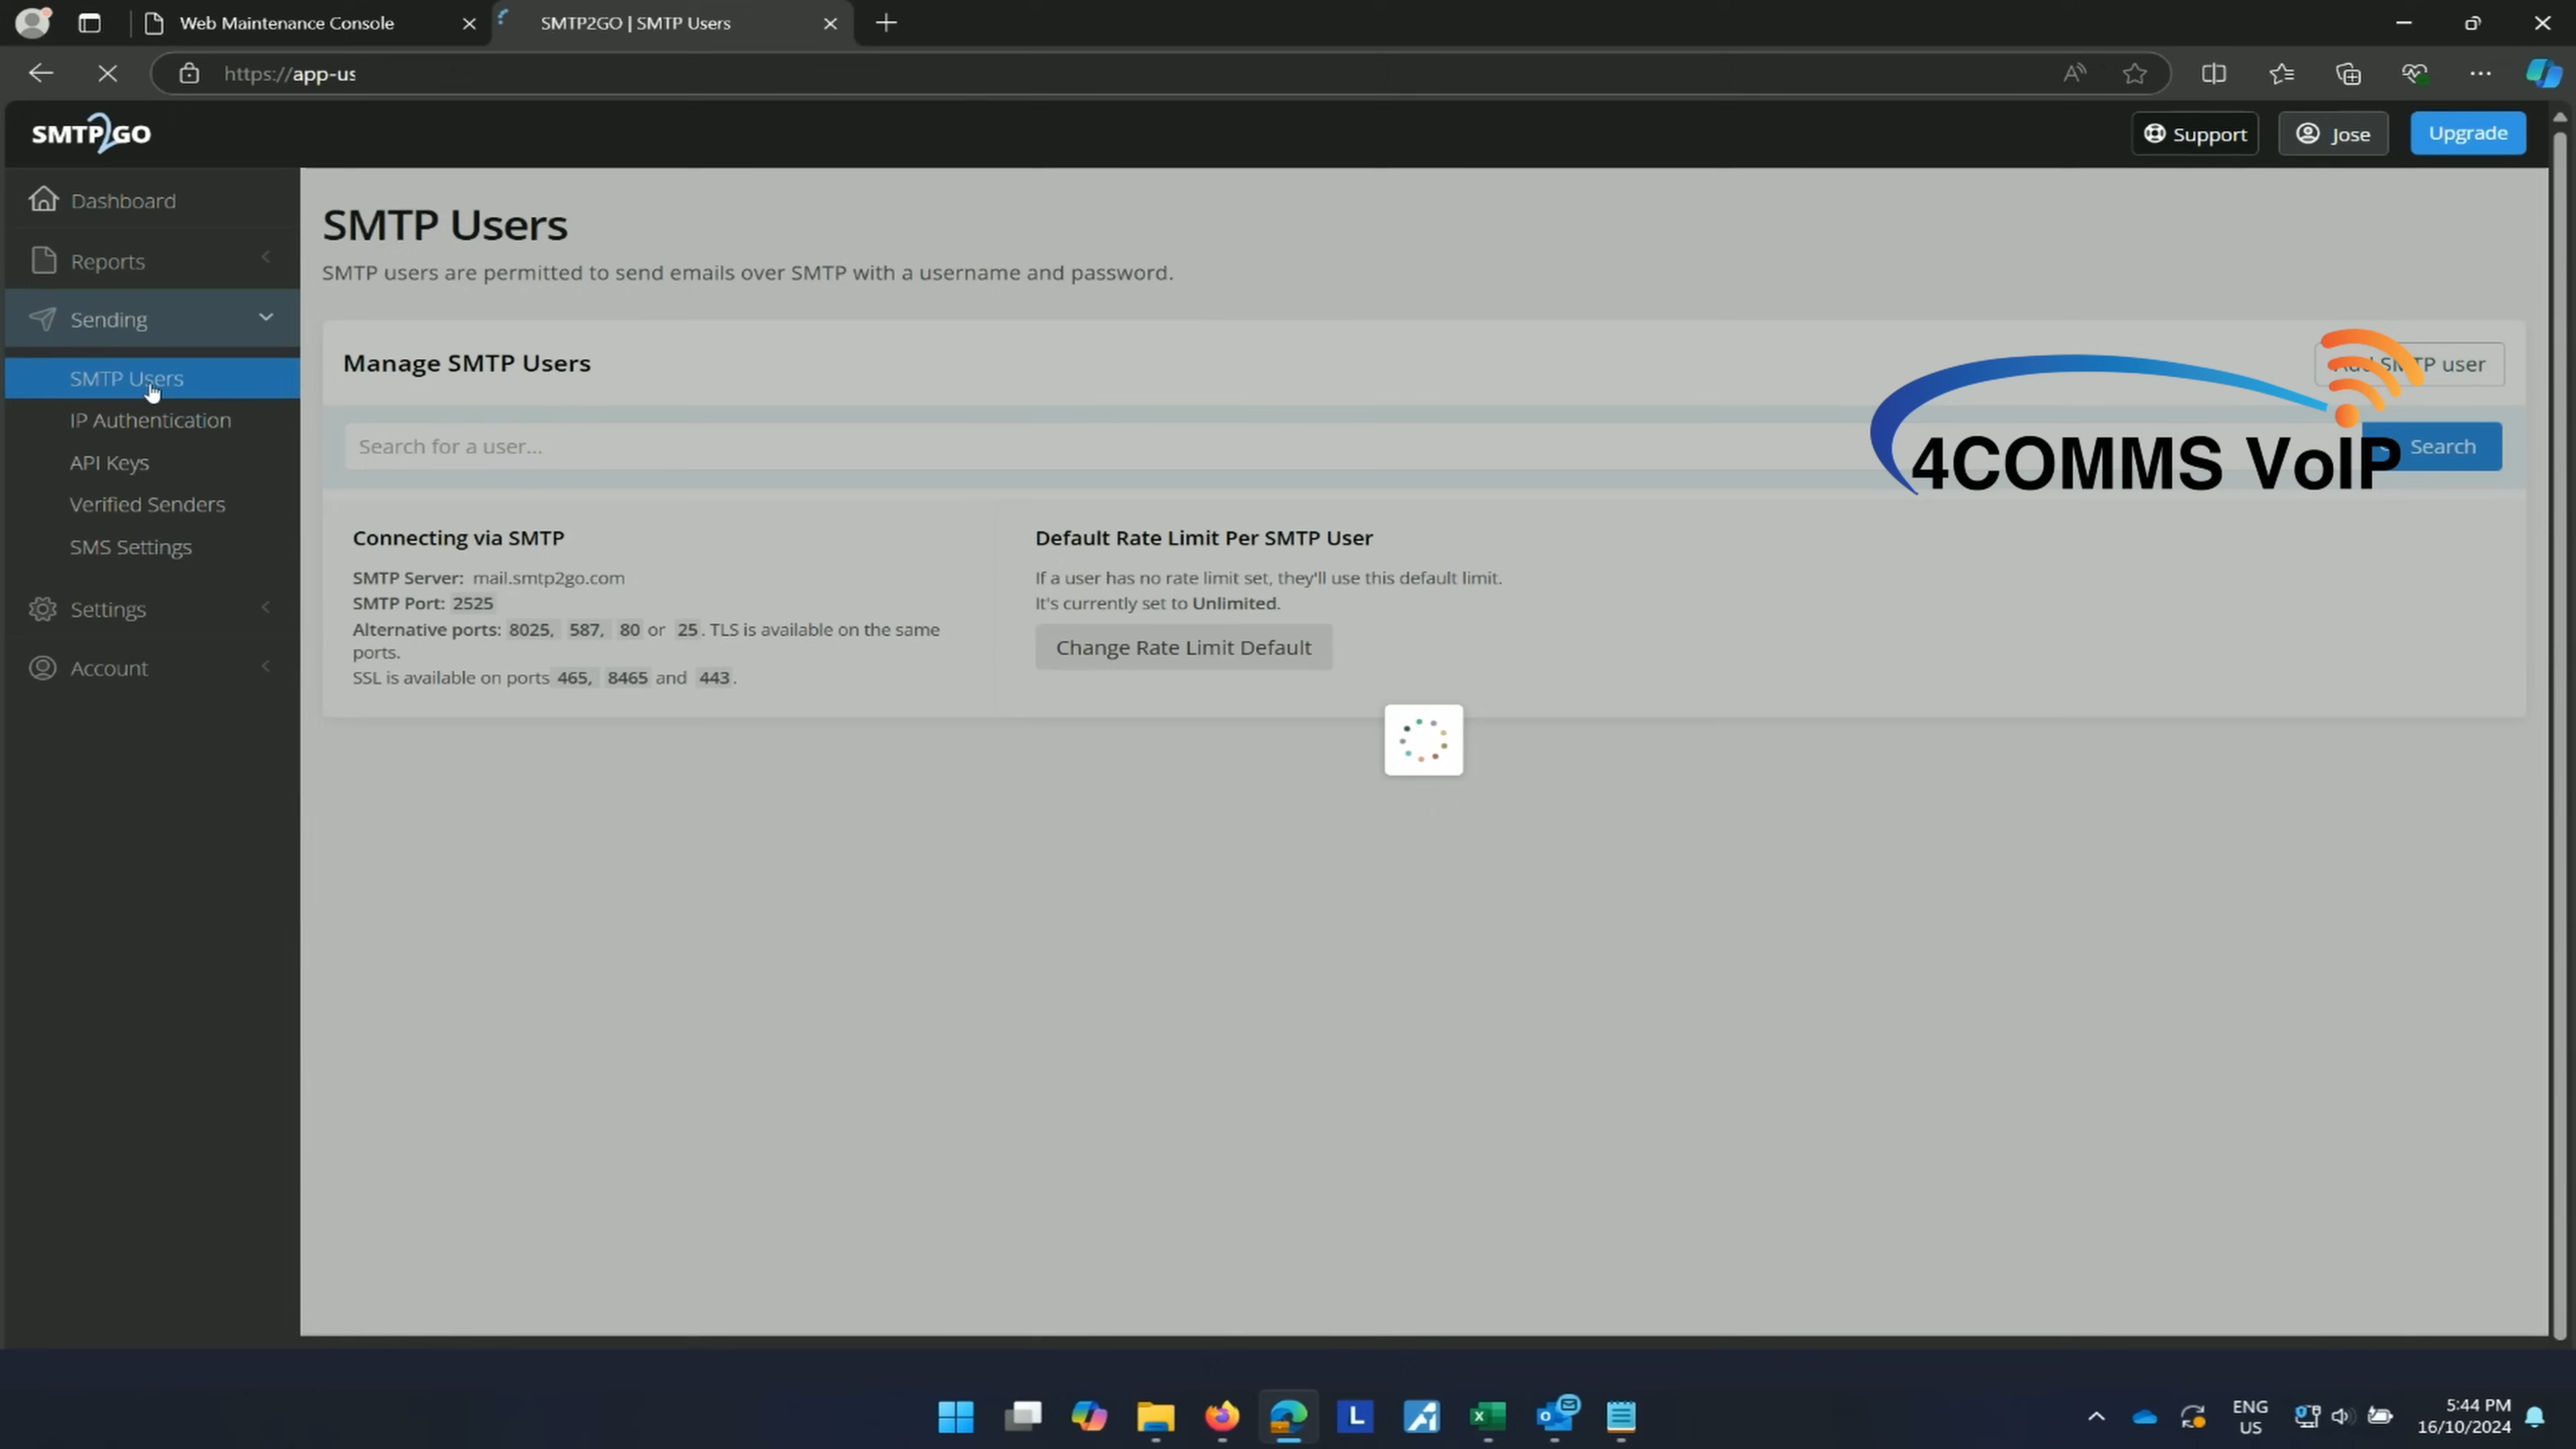 Web Maintenance Console
SMTP2GO | SMTP Users
https://app-us
SMTP2GO
Support
Jose
Upgrade
Dashboard
Reports
Sending
SMTP Users
IP Authentication
API Keys
Verified Senders
SMS Settings
Settings
Account
SMTP Users
SMTP users are permitted to send emails over SMTP with a username and password.
Manage SMTP Users
Add SMTP user
Search for a user...
Search
4COMMS VoIP
Connecting via SMTP
SMTP Server: mail.smtp2go.com
SMTP Port: 2525
Alternative ports: 8025, 587, 80 or 25. TLS is available on the same
ports.
SSL is available on ports 465, 8465 and 443.
Default Rate Limit Per SMTP User
If a user has no rate limit set, they'll use this default limit.
It's currently set to Unlimited.
Change Rate Limit Default
ENG
US
5:44 PM
16/10/2024